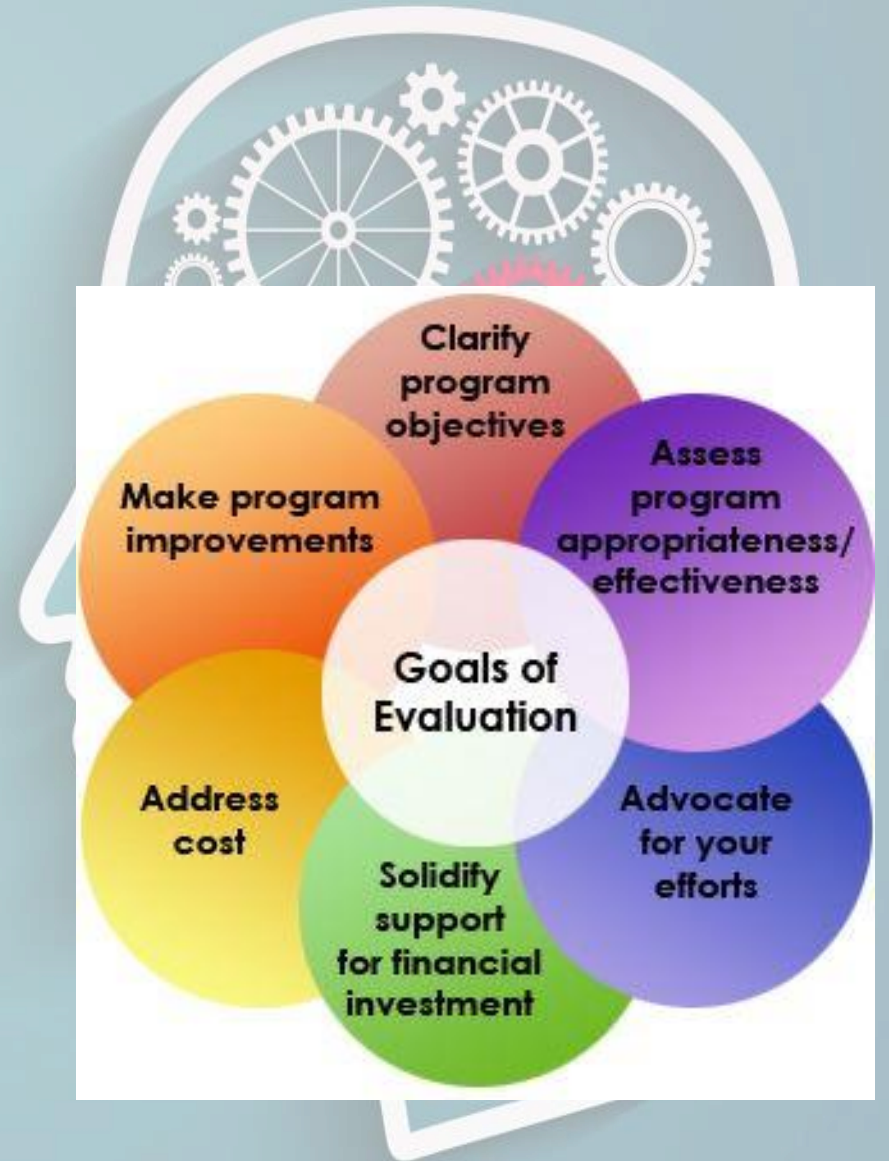 Clarify
program
objectives
Assess
program
appropriateness/
effectiveness
Make program
improvements
Goals of
Evaluation
Address
cost
Advocate
for your
efforts
Solidify
support
for financial
investment